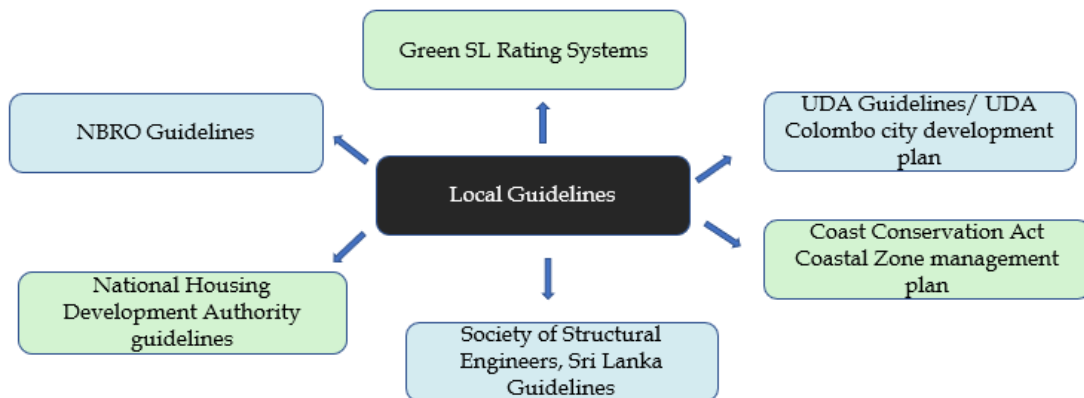 Green SL Rating Systems
NBRO Guidelines
UDA Guidelines/ UDA
Colombo city development
plan
Local Guidelines
Coast Conservation Act
Coastal Zone management
plan
National Housing
Development Authority
guidelines
Society of Structural
Engineers, Sri Lanka
Guidelines